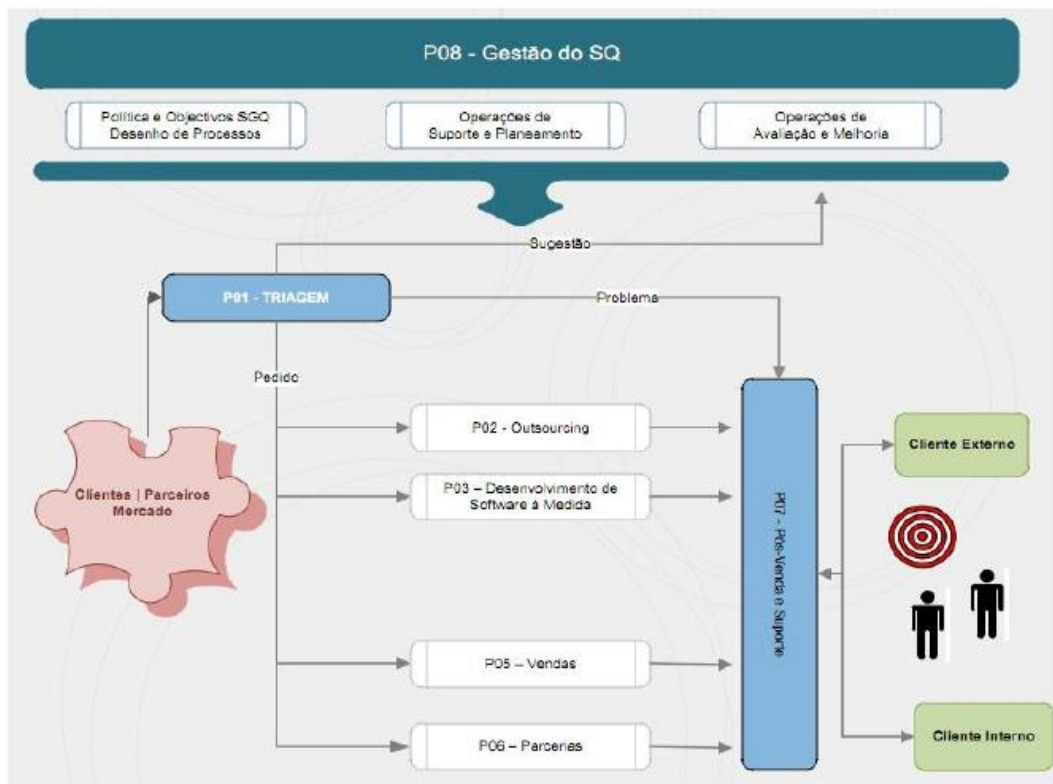 P08 - Gestão do SQ
Política e Objectivos SGQ
Desenho de Processos
Operações de
Suporte e Planeamento
Operações de
Avaliação e Melhoria
Sugestão
P01 - TRIAGEM
Problema
Pedido
P02 - Outsourcing
Cliente Externo
Clientes | Parceiros
Mercado
P03 – Desenvolvimento de
Software à Medida
P07 - Pós-Venda e Suporte
P05 – Vendas
P06 – Parcerias
Cliente Interno